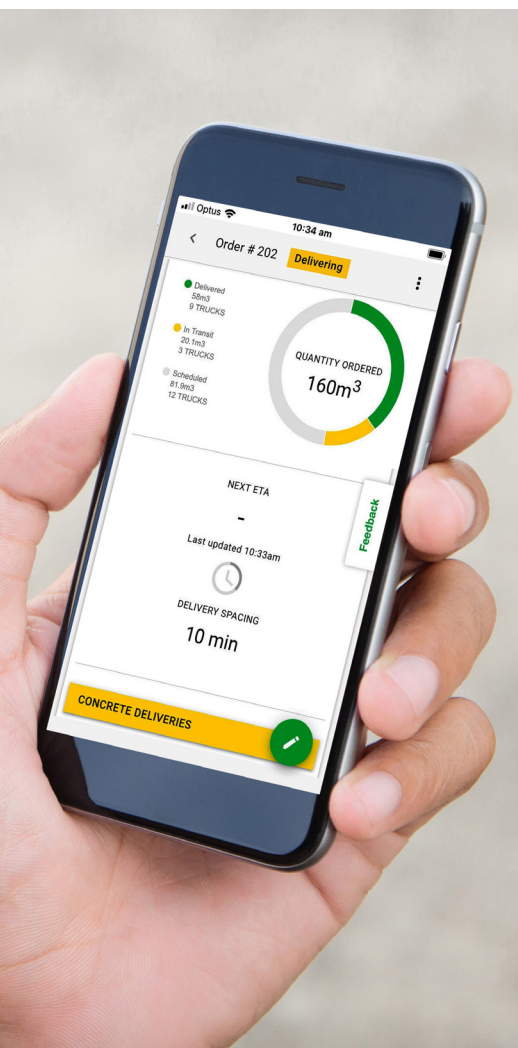 Optus
10:34 am
Order # 202
Delivering
Delivered
58m3
9 TRUCKS
In Transit
20.1m3
3 TRUCKS
Scheduled
81.9m3
12 TRUCKS
QUANTITY ORDERED
160m³
NEXT ETA
-
Last updated 10:33am
DELIVERY SPACING
10 min
Feedback
CONCRETE DELIVERIES